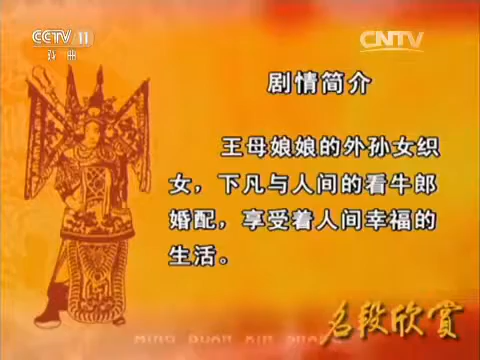 CCTV 11
戏曲
CNTV
剧情简介
王母娘娘的外孙女织
女，下凡与人间的看牛郎
婚配，享受着人间幸福的
生活。
名段欣赏